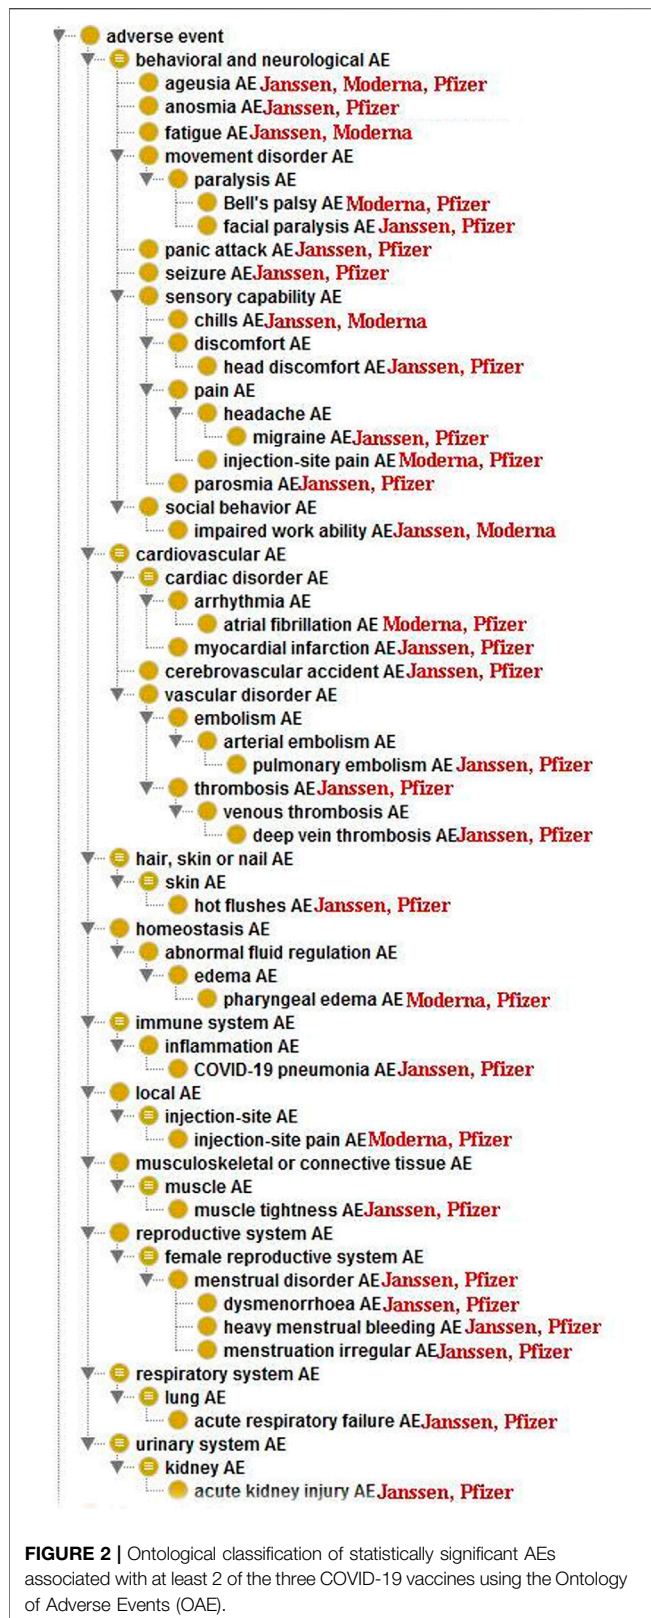 adverse event
behavioral and neurological AE
ageusia AE Janssen, Moderna, Pfizer
anosmia AE Janssen, Pfizer
fatigue AE Janssen, Moderna
movement disorder AE
paralysis AE
Bell's palsy AE Moderna, Pfizer
facial paralysis AE Janssen, Pfizer
panic attack AE Janssen, Pfizer
seizure AE Janssen, Pfizer
sensory capability AE
chills AE Janssen, Moderna
discomfort AE
head discomfort AE Janssen, Pfizer
pain AE
headache AE
migraine AE Janssen, Pfizer
injection-site pain AE Moderna, Pfizer
parosmia AE Janssen, Pfizer
social behavior AE
impaired work ability AE Janssen, Moderna
cardiovascular AE
cardiac disorder AE
arrhythmia AE
atrial fibrillation AE Moderna, Pfizer
myocardial infarction AE Janssen, Pfizer
cerebrovascular accident AE Janssen, Pfizer
vascular disorder AE
embolism AE
arterial embolism AE
pulmonary embolism AE Janssen, Pfizer
thrombosis AE Janssen, Pfizer
venous thrombosis AE
deep vein thrombosis AE Janssen, Pfizer
hair, skin or nail AE
skin AE
hot flushes AE Janssen, Pfizer
homeostasis AE
abnormal fluid regulation AE
edema AE
pharyngeal edema AE Moderna, Pfizer
immune system AE
inflammation AE
COVID-19 pneumonia AE Janssen, Pfizer
local AE
injection-site AE
injection-site pain AE Moderna, Pfizer
musculoskeletal or connective tissue AE
muscle AE
muscle tightness AE Janssen, Pfizer
reproductive system AE
female reproductive system AE
menstrual disorder AE Janssen, Pfizer
dysmenorrhoea AE Janssen, Pfizer
heavy menstrual bleeding AE Janssen, Pfizer
menstruation irregular AE Janssen, Pfizer
respiratory system AE
lung AE
acute respiratory failure AE Janssen, Pfizer
urinary system AE
kidney AE
acute kidney injury AE Janssen, Pfizer
FIGURE 2 | Ontological classification of statistically significant AEs
associated with at least 2 of the three COVID-19 vaccines using the Ontology
of Adverse Events (OAE).